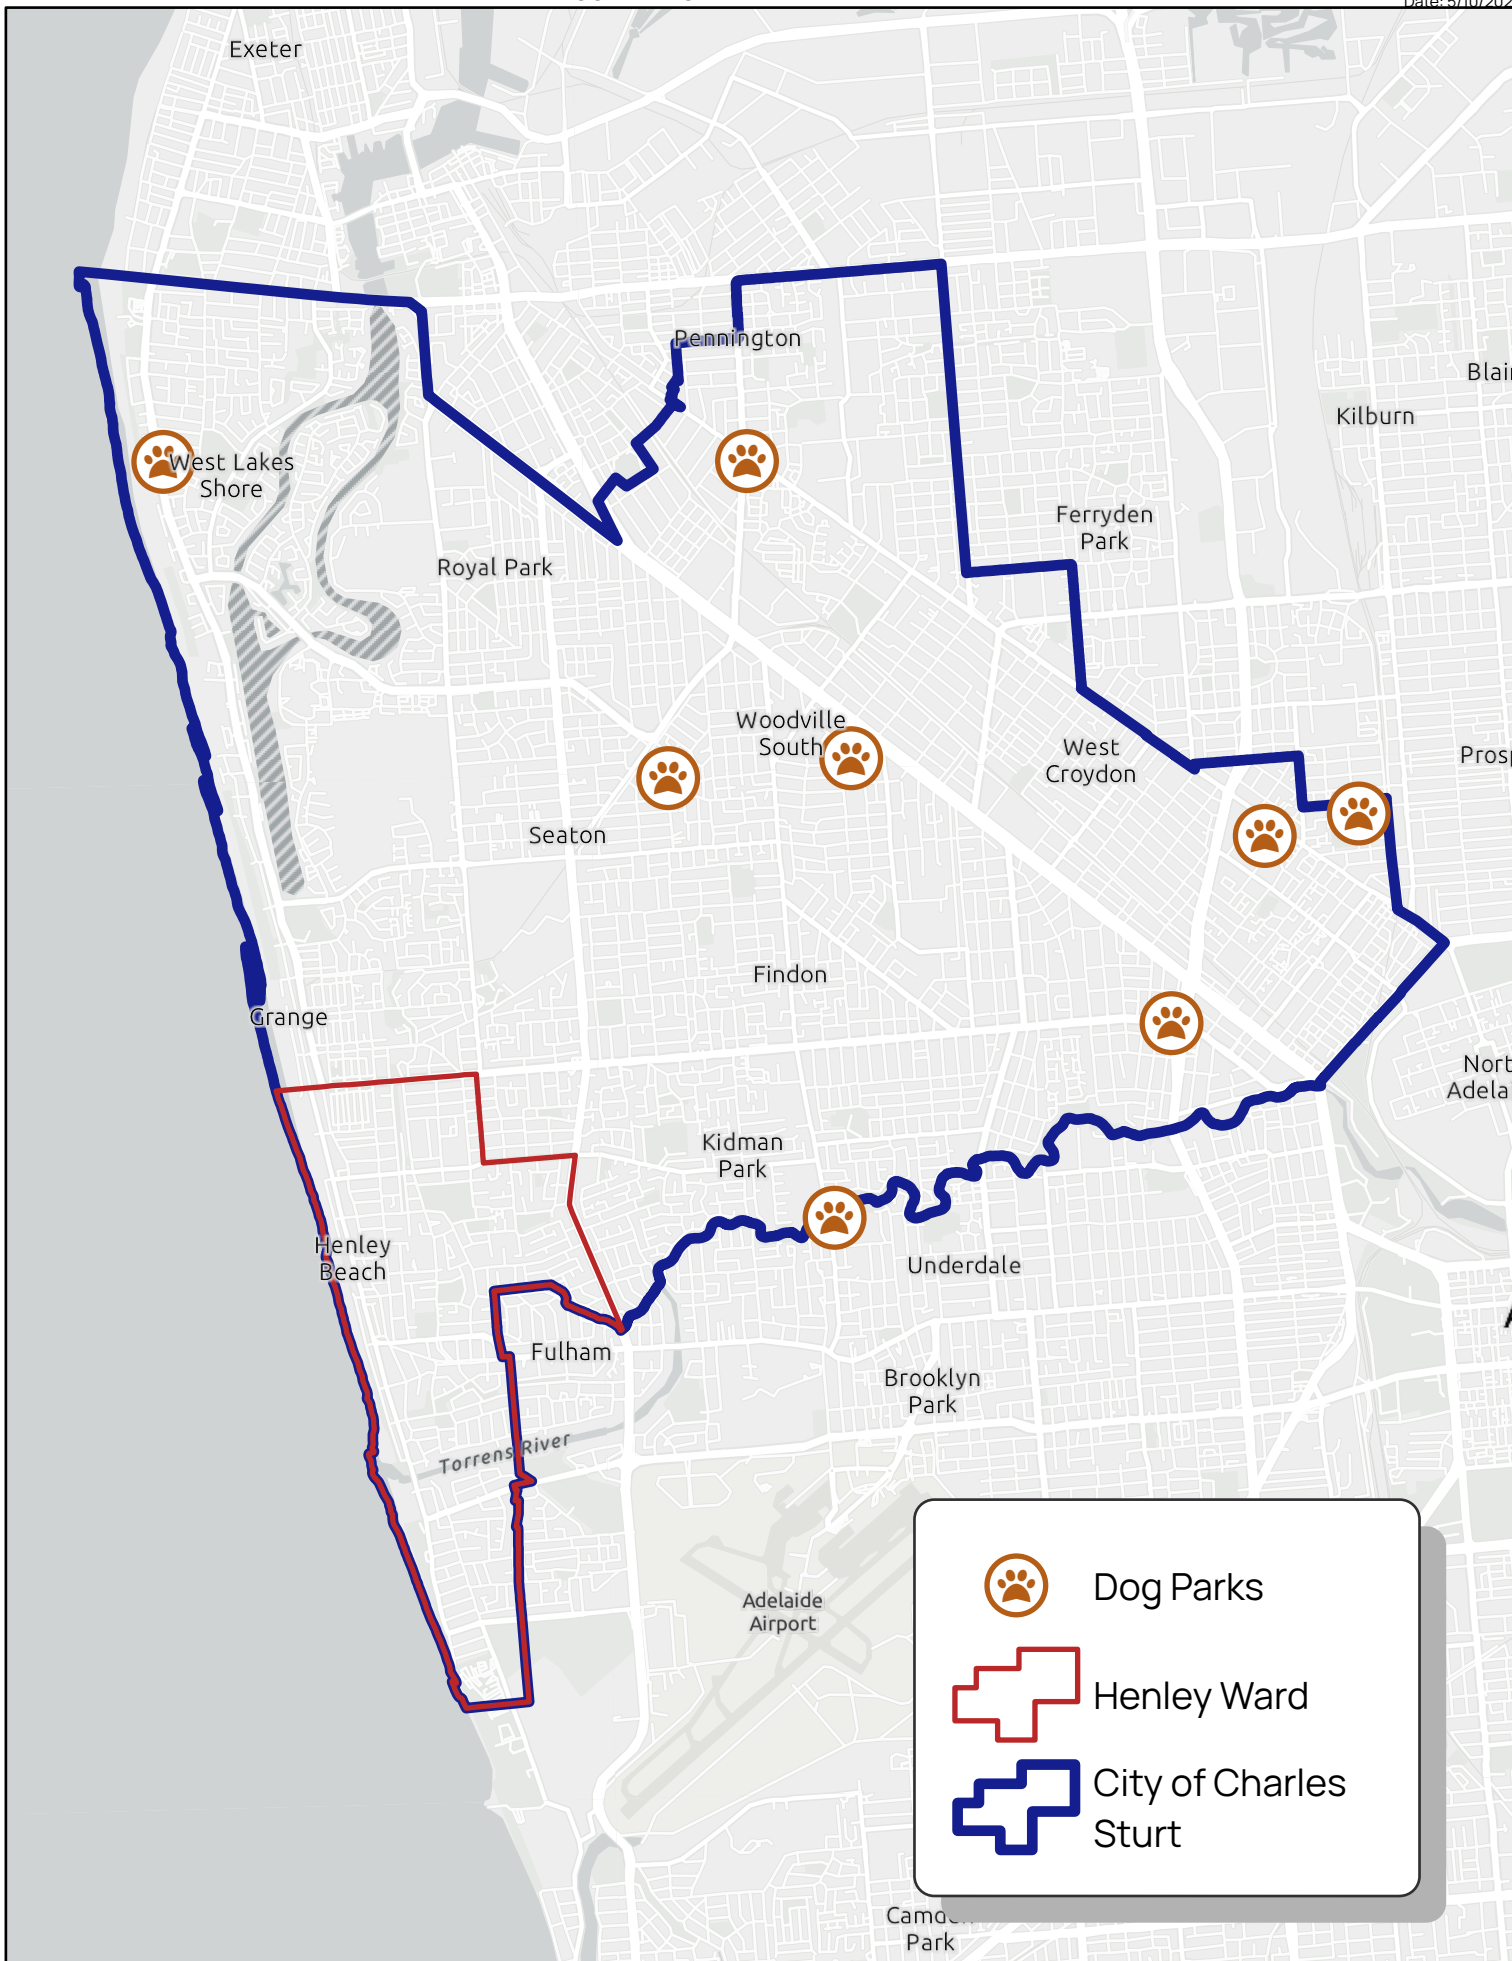 Exeter
Pennington
Blair
Kilburn
West Lakes
Shore
Ferryden
Park
Royal Park
Woodville
South
West
Croydon
Seaton
Findon
Grange
Kidman
Park
Henley
Beach
Underdale
Fulham
Brooklyn
Park
Torrens River
Adelaide
Airport
Dog Parks
Henley Ward
City of Charles
Sturt
Park